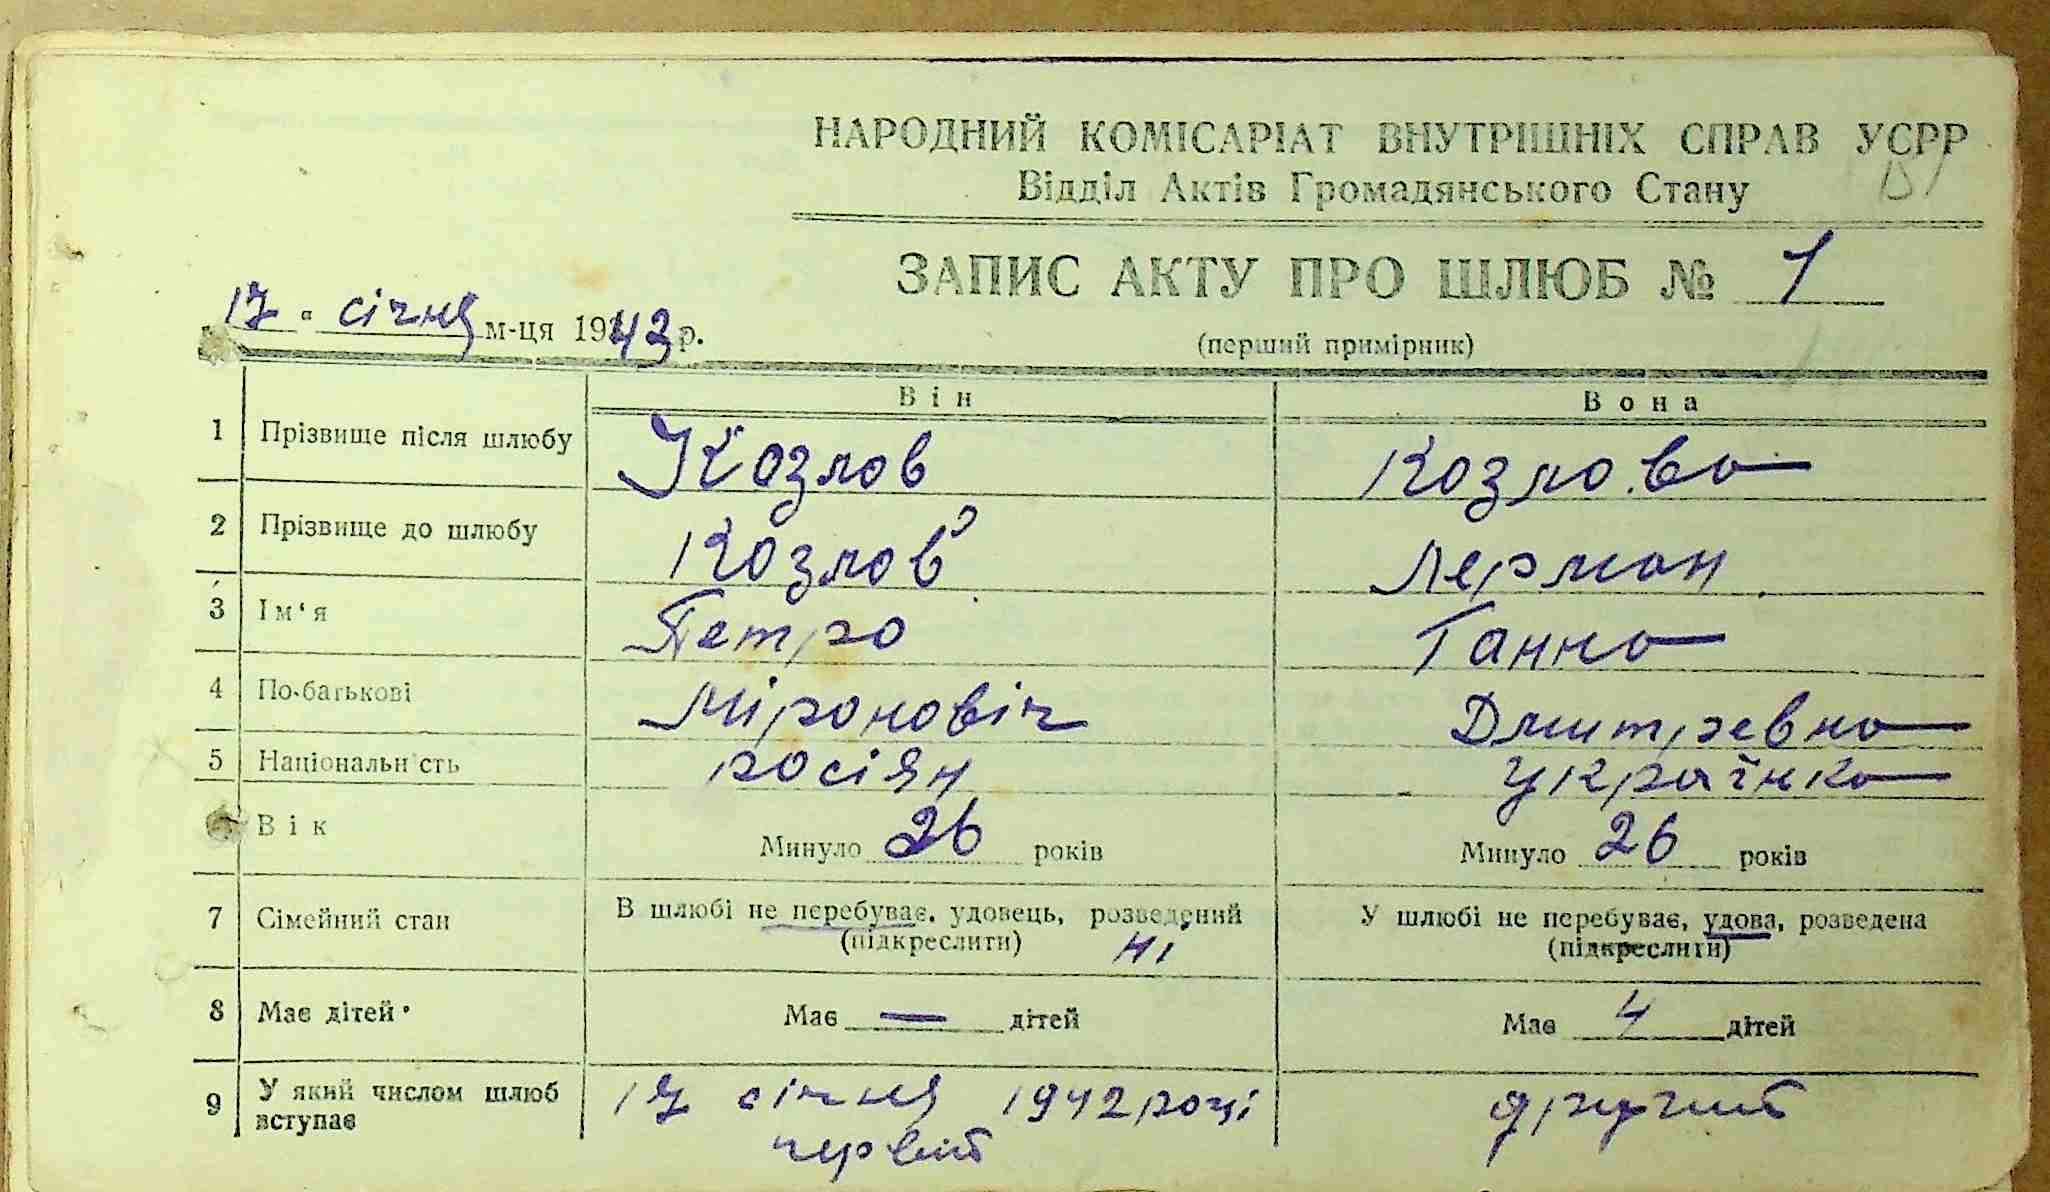 НАРОДНИЙ КОМІСАРІАТ ВНУТРІШНІХ СПРАВ УСРР
Відділ Актів Громадянського Стану
ЗАПИС АКТУ ПРО ШЛЮБ № 1
17 " січня м-ця 1943 р.
(перший примірник)
Він Вона
1 Прізвище після шлюбу Козлов Козлова
2 Прізвище до шлюбу Козлов Лерман
3 Ім'я Петро Ганна
4 По-батькові Міронович Дмитревна
5 Національність росіян українка
Вік Минуло 26 років Минуло 26 років
7 Сімейний стан В шлюбі не перебуває, удовець, розведений У шлюбі не перебуває, удова, розведена
(підкреслити) ні (підкреслити)
8 Має дітей Має — дітей Має 4 дітей
9 У який числом шлюб вступає 17 січня 1942 році другий